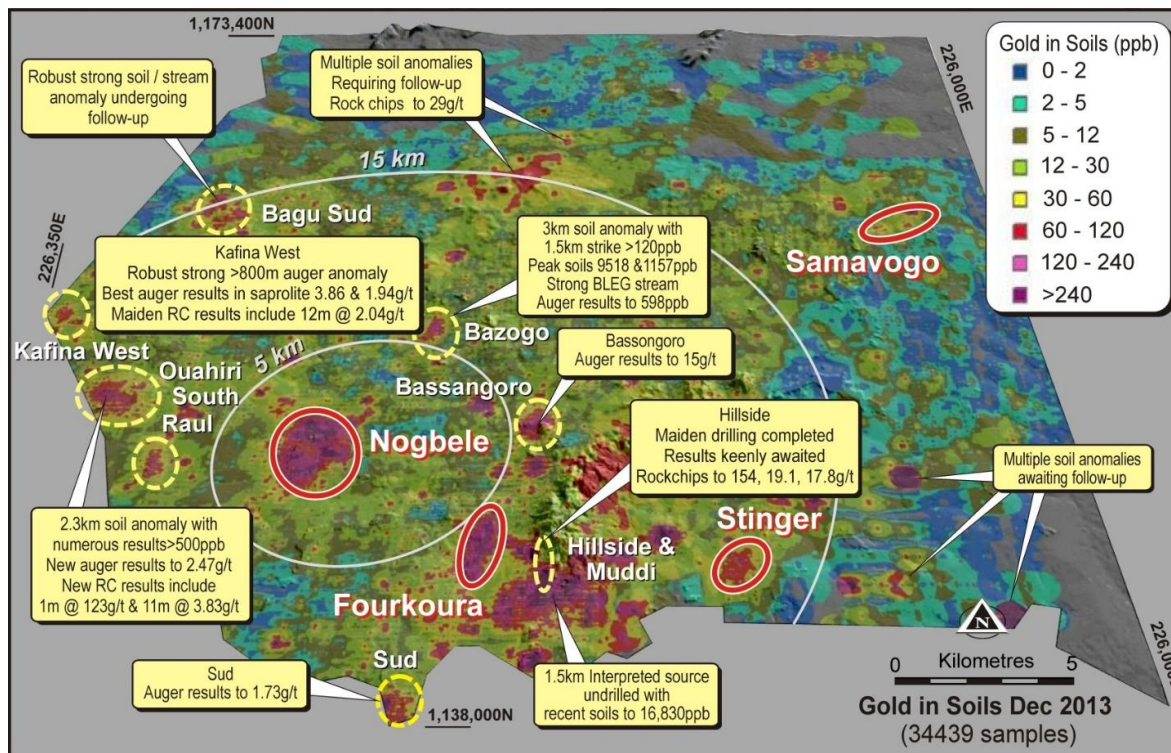 1,173,400N
226,000E
Gold in Soils (ppb)
0 - 2
2 - 5
5 - 12
12 - 30
30 - 60
60 - 120
120 - 240
>240
Robust strong soil / stream
anomaly undergoing
follow-up
Multiple soil anomalies
Requiring follow-up
Rock chips to 29g/t
15 km
Bagu Sud
226,350E
Kafina West
Robust strong >800m auger anomaly
Best auger results in saprolite 3.86 & 1.94g/t
Maiden RC results include 12m @ 2.04g/t
3km soil anomaly with
1.5km strike >120ppb
Peak soils 9518 &1157ppb
Strong BLEG stream
Auger results to 598ppb
Samavogo
Kafina West
Bazogo
5 km
Ouahiri
South
Raul
Bassangoro
Bassongoro
Auger results to 15g/t
Nogbele
Hillside
Maiden drilling completed
Results keenly awaited
Rockchips to 154, 19.1, 17.8g/t
Multiple soil anomalies
awaiting follow-up
2.3km soil anomaly with
numerous results>500ppb
New auger results to 2.47g/t
New RC results include
1m @ 123g/t & 11m @ 3.83g/t
Stinger
Hillside &
Muddi
Fourkoura
N
Sud
Auger results to 1.73g/t
Sud
1.5km Interpreted source
undrilled with
recent soils to 16,830ppb
1,138,000N
0 Kilometres 5
Gold in Soils Dec 2013
(34439 samples)